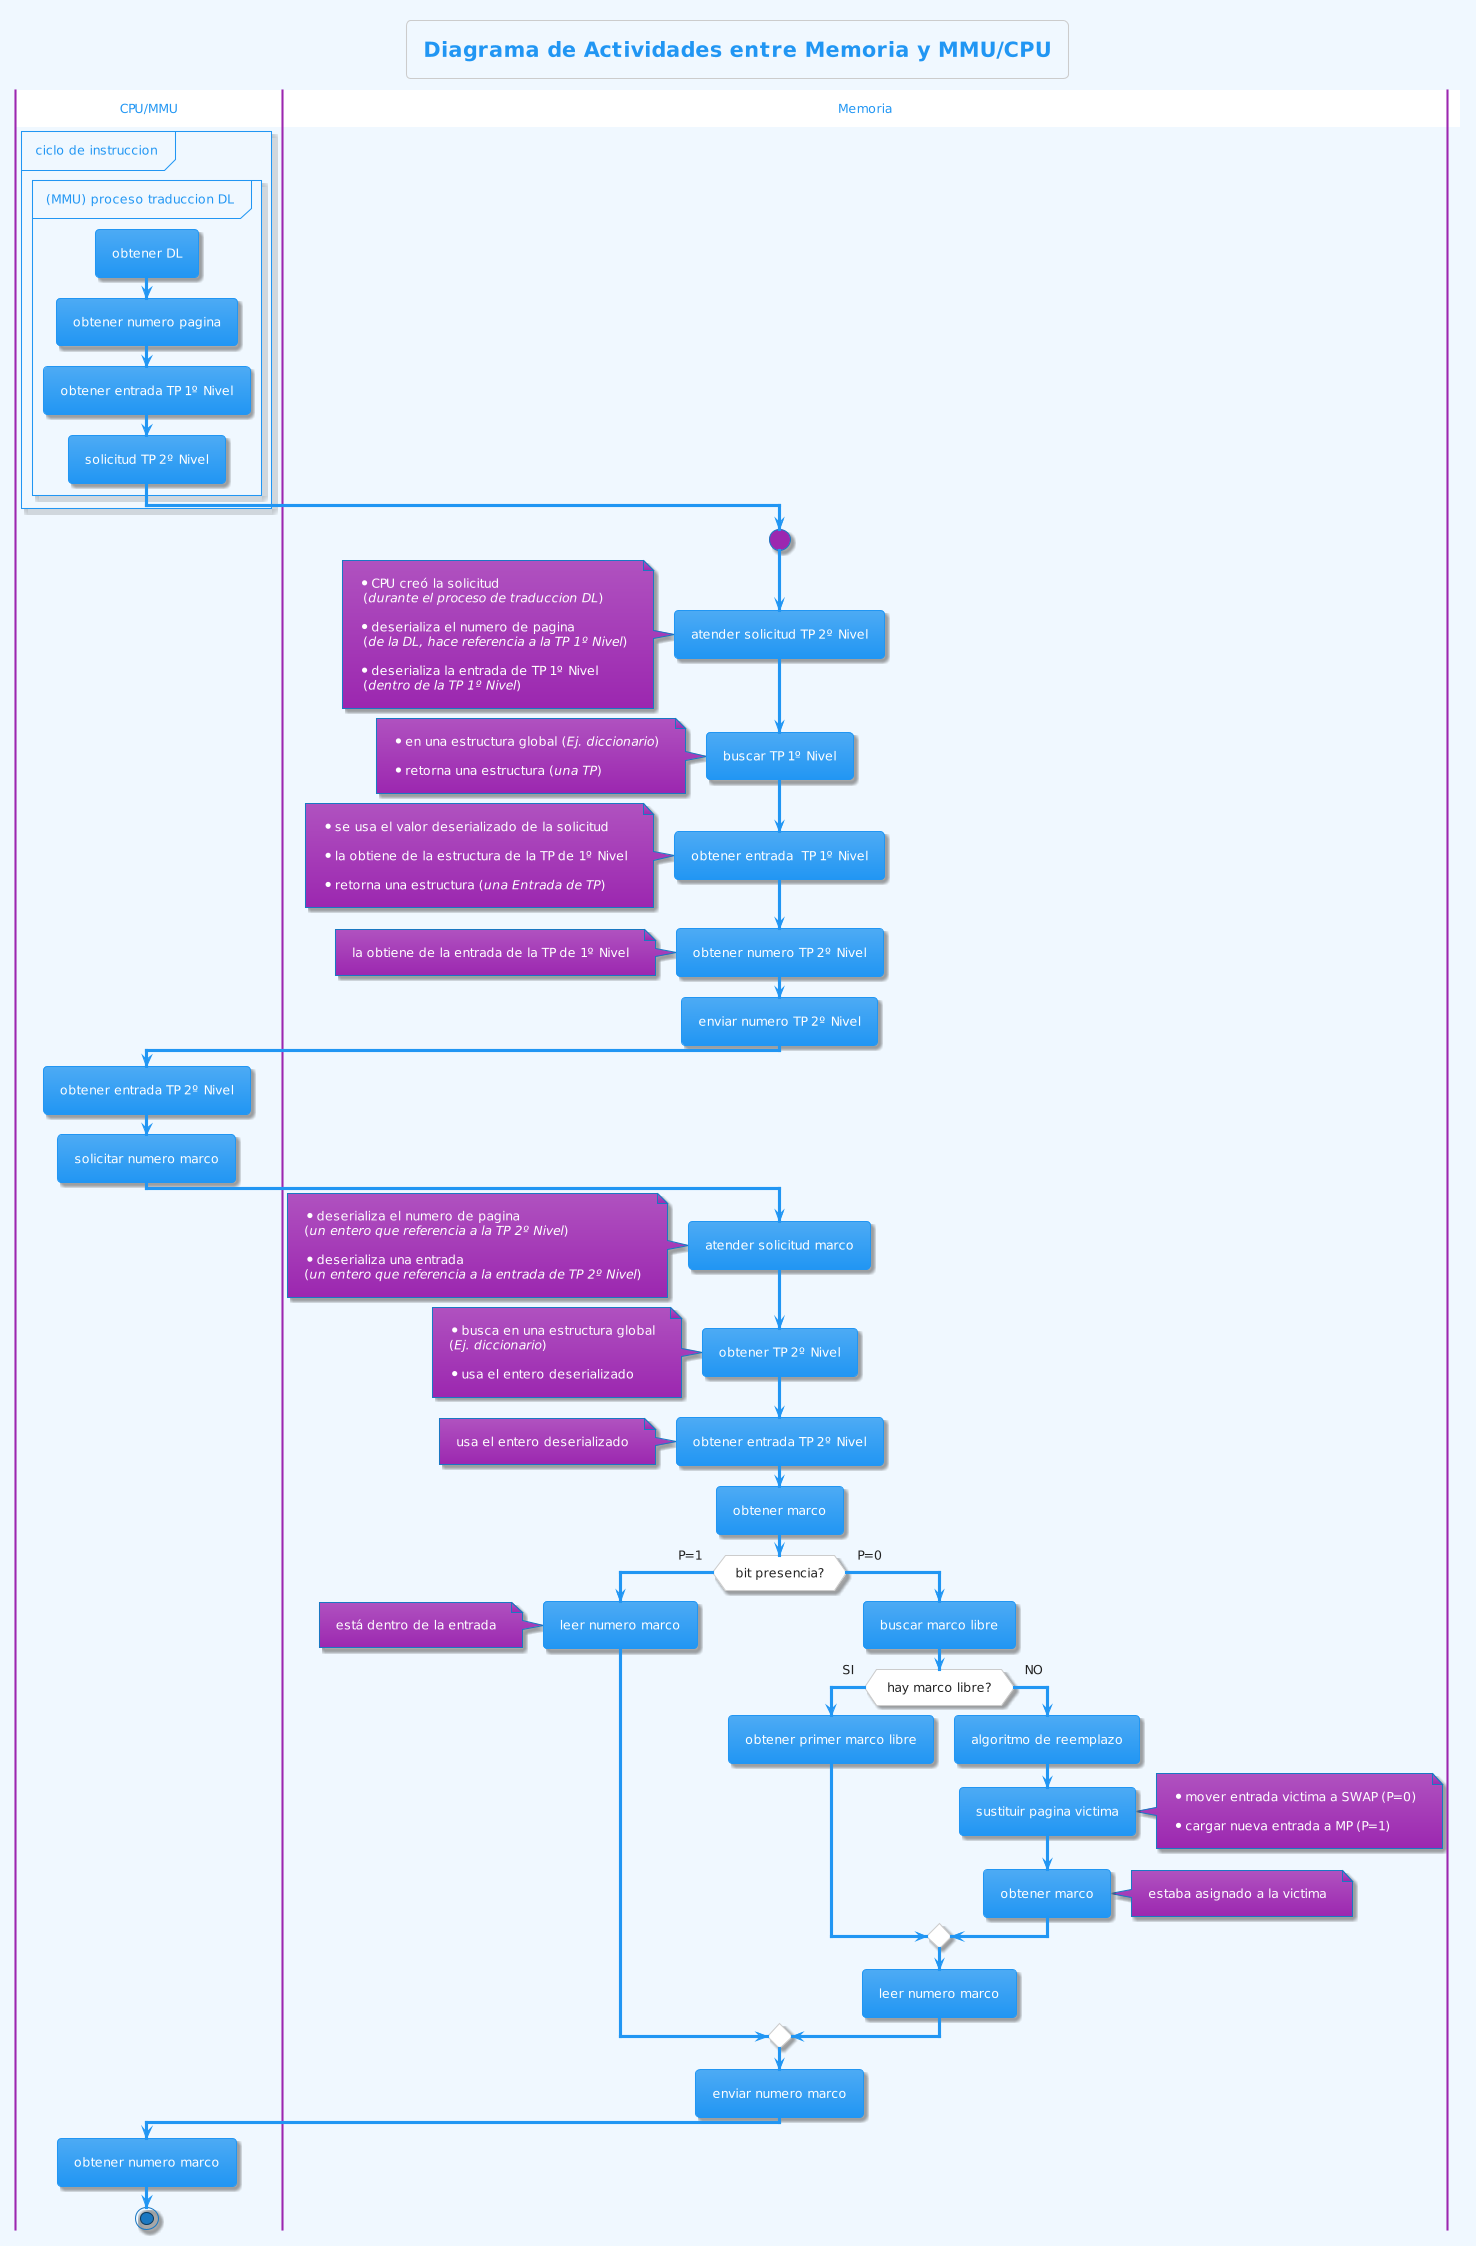 Diagrama de Actividades entre Memoria y MMU/CPU
CPU/MMU
Memoria
ciclo de instruccion
(MMU) proceso traduccion DL
obtener DL
obtener numero pagina
obtener entrada TP 1º Nivel
solicitud TP 2º Nivel
• CPU creó la solicitud
(durante el proceso de traduccion DL)
• deserializa el numero de pagina
(de la DL, hace referencia a la TP 1º Nivel)
• deserializa la entrada de TP 1º Nivel
(dentro de la TP 1º Nivel)
atender solicitud TP 2º Nivel
• en una estructura global (Ej. diccionario)
• retorna una estructura (una TP)
buscar TP 1º Nivel
• se usa el valor deserializado de la solicitud
• la obtiene de la estructura de la TP de 1º Nivel
• retorna una estructura (una Entrada de TP)
obtener entrada  TP 1º Nivel
la obtiene de la entrada de la TP de 1º Nivel
obtener numero TP 2º Nivel
enviar numero TP 2º Nivel
obtener entrada TP 2º Nivel
solicitar numero marco
• deserializa el numero de pagina
(un entero que referencia a la TP 2º Nivel)
• deserializa una entrada
(un entero que referencia a la entrada de TP 2º Nivel)
atender solicitud marco
• busca en una estructura global
(Ej. diccionario)
• usa el entero deserializado
obtener TP 2º Nivel
usa el entero deserializado
obtener entrada TP 2º Nivel
obtener marco
P=1
bit presencia?
P=0
está dentro de la entrada
leer numero marco
buscar marco libre
SI
hay marco libre?
NO
obtener primer marco libre
algoritmo de reemplazo
sustituir pagina victima
• mover entrada victima a SWAP (P=0)
• cargar nueva entrada a MP (P=1)
obtener marco
estaba asignado a la victima
leer numero marco
enviar numero marco
obtener numero marco